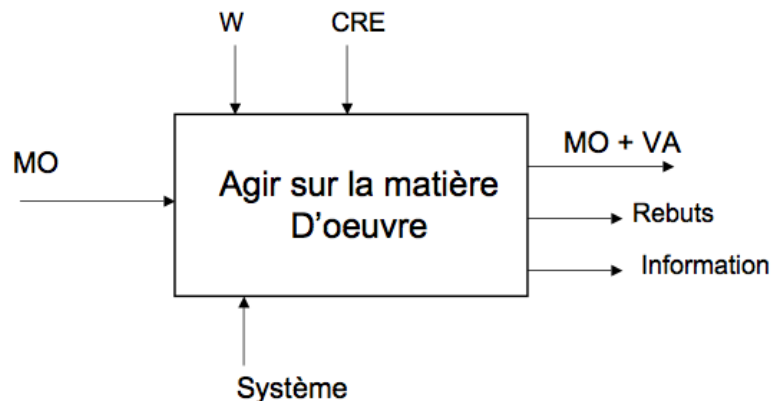 W
CRE
MO
MO + VA
Agir sur la matière
D'oeuvre
Rebuts
Information
Système